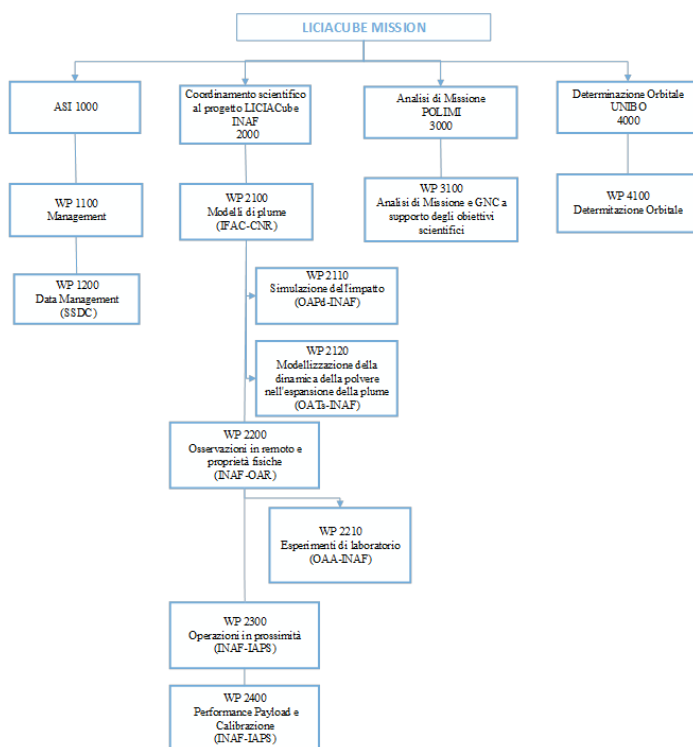 LICIACUBE MISSION
ASI 1000
Coordinamento scientifico
al progetto LICIACube
INAF
2000
Analisi di Missione
POLIMI
3000
Determinazione Orbitale
UNIBO
4000
WP 1100
Management
WP 2100
Modelli di plume
(IFAC-CNR)
WP 3100
Analisi di Missione e GNC a
supporto degli obiettivi
scientifici
WP 4100
Determitazione Orbitale
WP 1200
Data Management
(SSDC)
WP 2110
Simulazione dell'impatto
(OAPd-INAF)
WP 2120
Modellizzazione della
dinamica della polvere
nell'espansione della plume
(OATs-INAF)
WP 2200
Osservazioni in remoto e
proprietà fisiche
(INAF-OAR)
WP 2210
Esperimenti di laboratorio
(OAA-INAF)
WP 2300
Operazioni in prossimità
(INAF-IAPS)
WP 2400
Performance Payload e
Calibrazione
(INAF-IAPS)